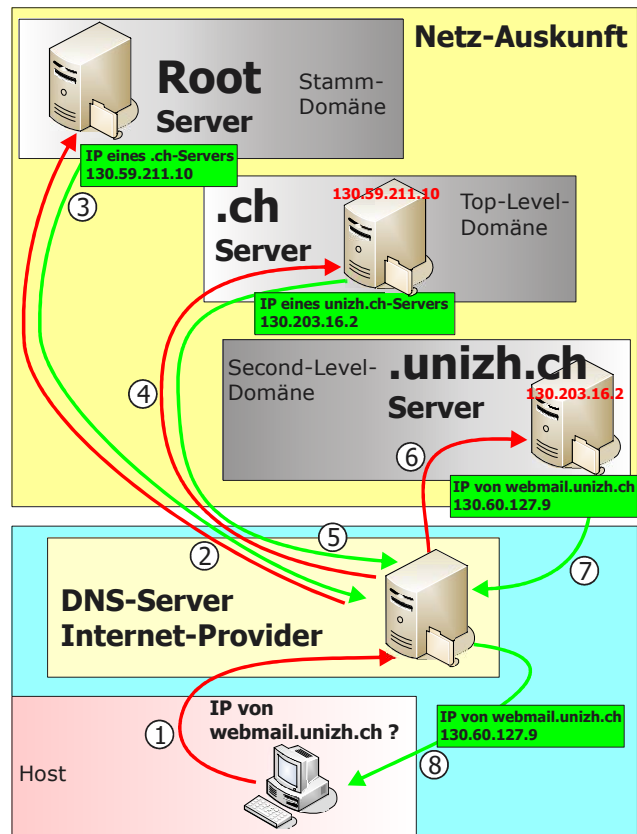 Netz-Auskunft
Root
Server
Stamm-
Domäne
IP eines .ch-Servers
130.59.211.10
3
.ch
Server
130.59.211.10
Top-Level-
Domäne
IP eines unizh.ch-Servers
130.203.16.2
4
Second-Level-
Domäne
.unizh.ch
Server
130.203.16.2
6
IP von webmail.unizh.ch
130.60.127.9
2
5
7
DNS-Server
Internet-Provider
1
IP von
webmail.unizh.ch ?
IP von webmail.unizh.ch
130.60.127.9
8
Host